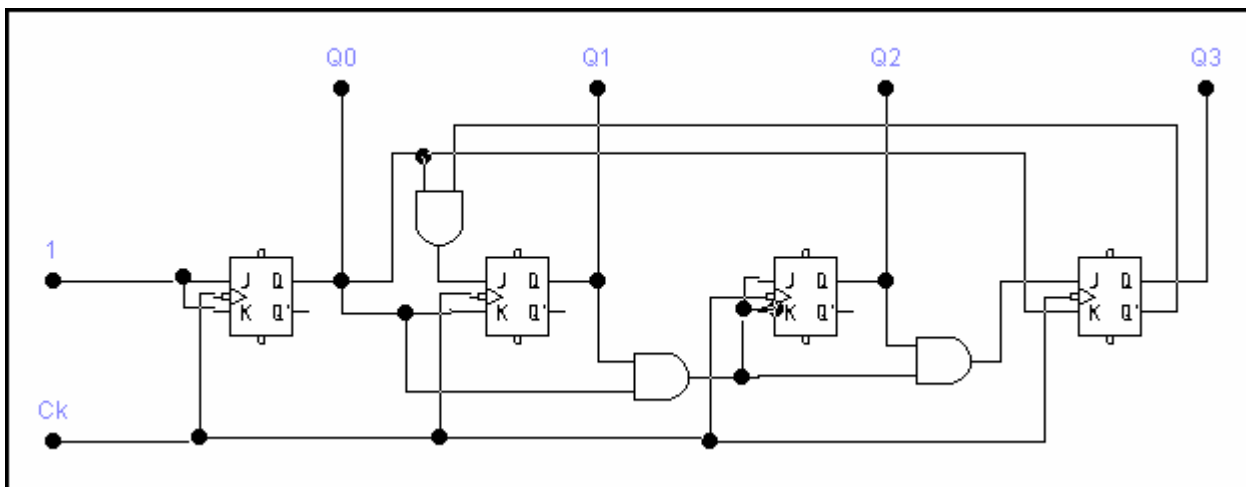 Q0 Q1 Q2 Q3
1
J Q J Q J Q J Q
K Q' K Q' K Q' K Q'
Ck